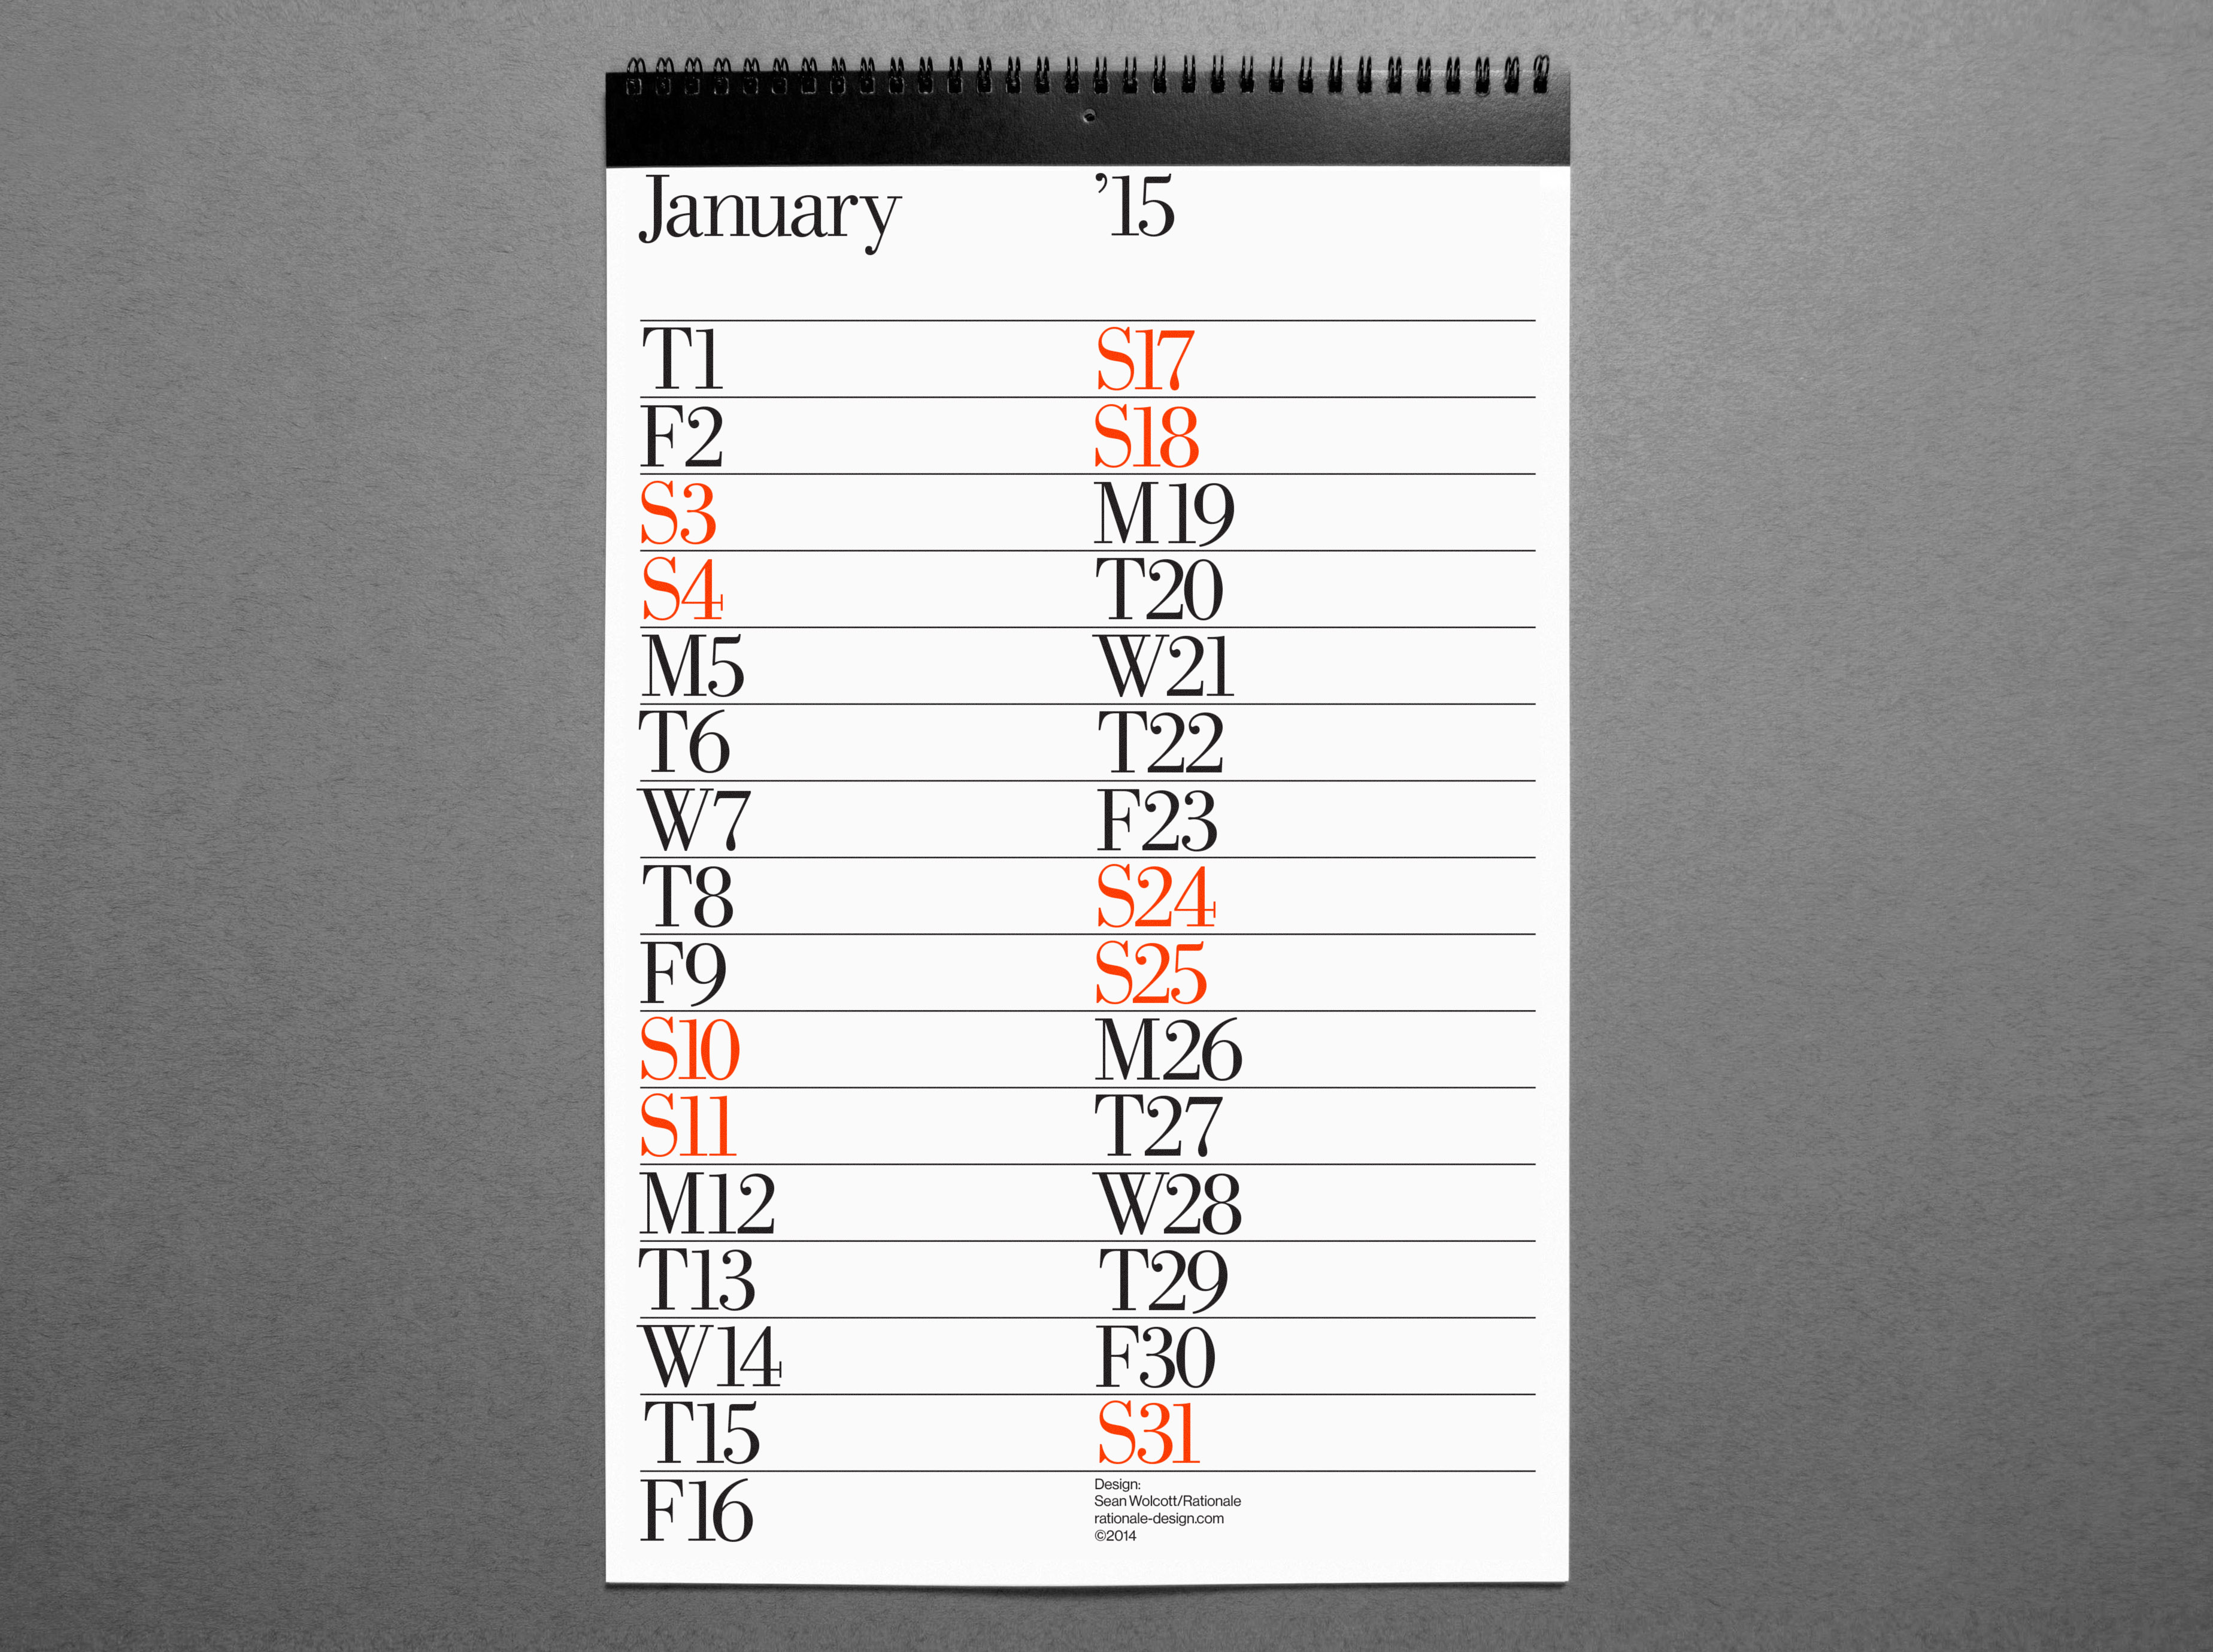 January ’15
T1
F2
S3
S4
M5
T6
W7
T8
F9
S10
S11
M12
T13
W14
T15
F16
S17
S18
M19
T20
W21
T22
F23
S24
S25
M26
T27
W28
T29
F30
S31
Design:
Sean Wolcott/Rationale
rationale-design.com
©2014